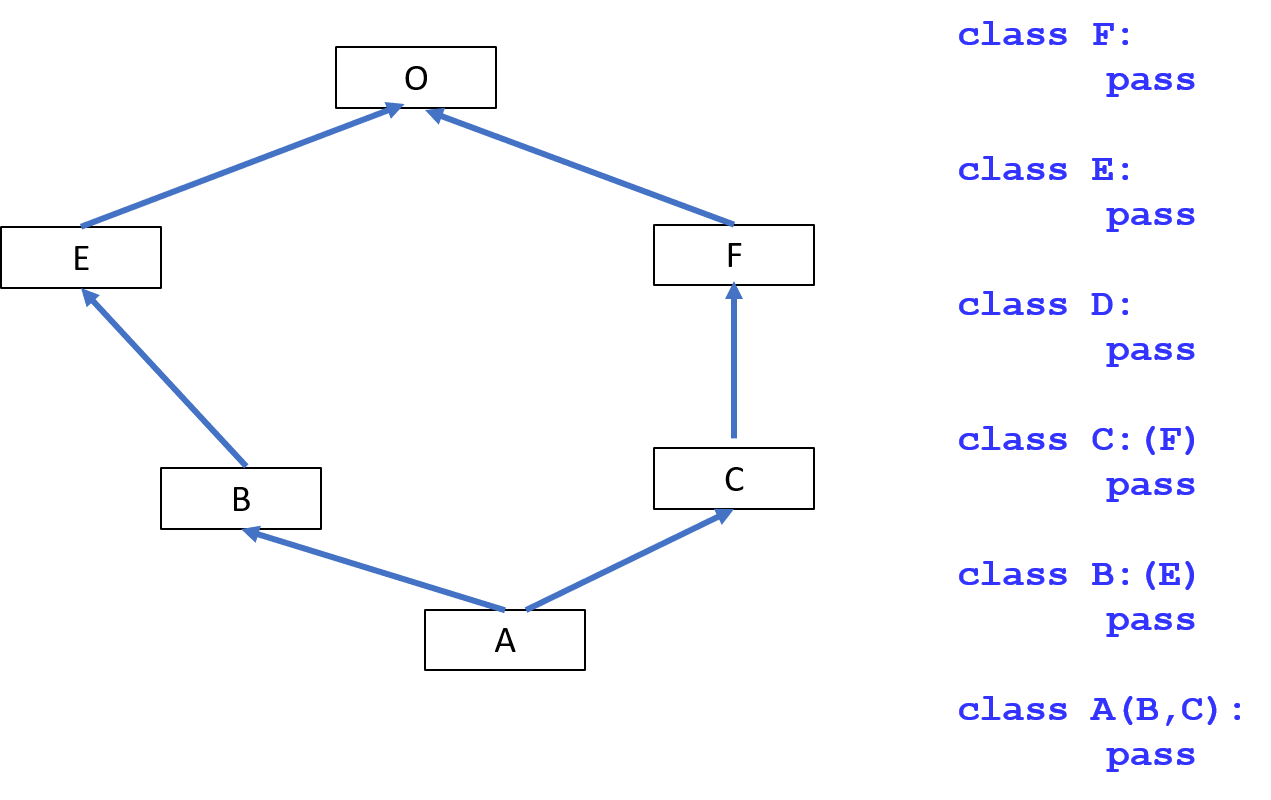 O
E
F
B
C
A
class F:
pass
class E:
pass
class D:
pass
class C:(F)
pass
class B:(E)
pass
class A(B,C):
pass